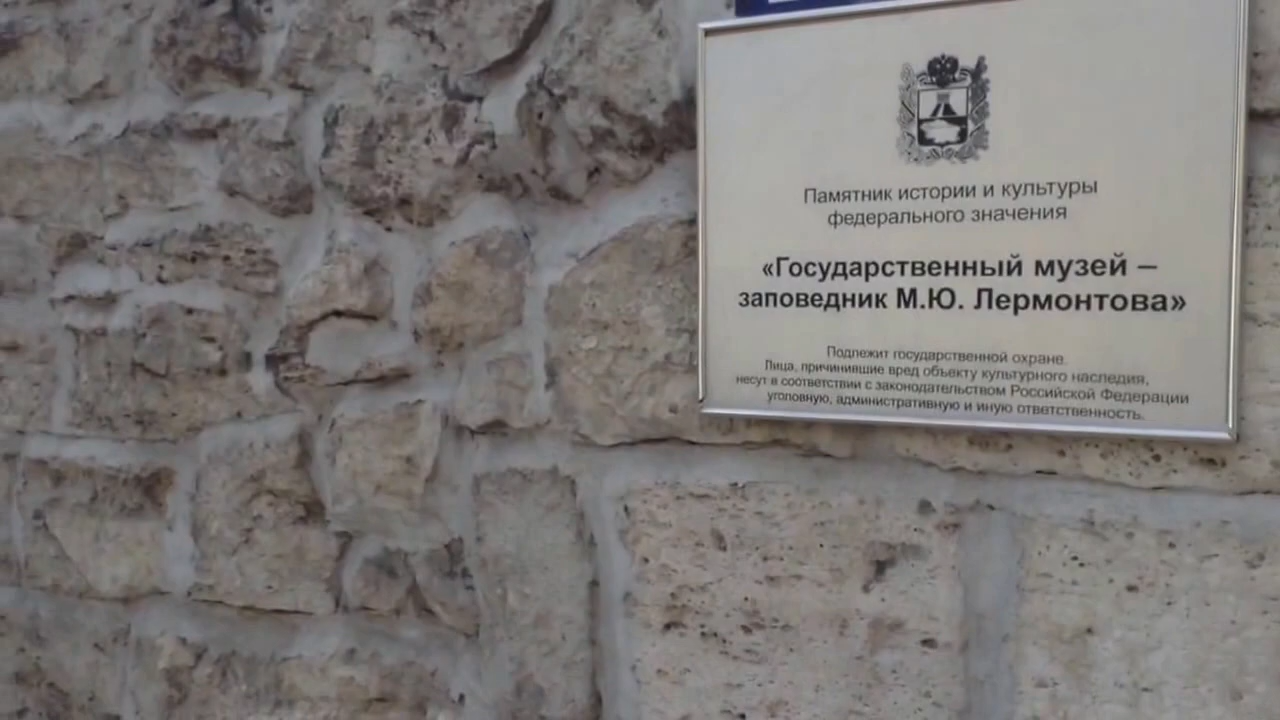 Памятник истории и культуры
федерального значения
«Государственный музей –
заповедник М.Ю. Лермонтова»
Подлежит государственной охране.
Лица, причинившие вред объекту культурного наследия,
несут в соответствии с законодательством Российской Федерации
уголовную, административную и иную ответственность.